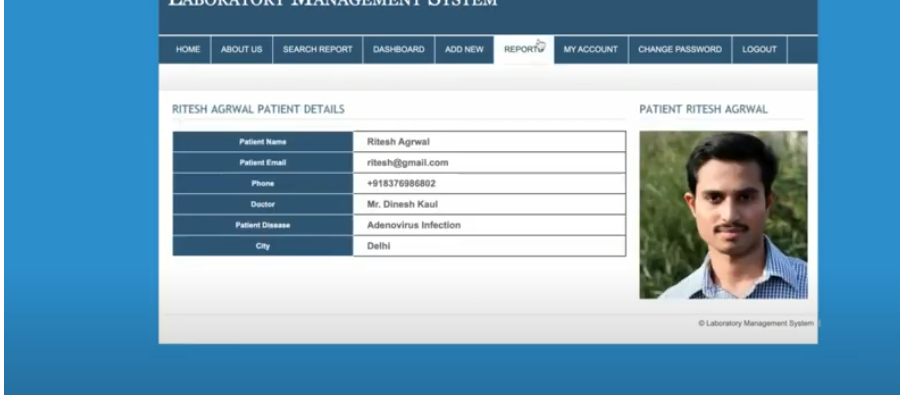 LABORATORY MANAGEMENT SYSTEM
HOME ABOUT US SEARCH REPORT DASHBOARD ADD NEW REPORTS MY ACCOUNT CHANGE PASSWORD LOGOUT
RITESH AGRWAL PATIENT DETAILS
Patient Name Ritesh Agrwal
Patient Email ritesh@gmail.com
Phone +918376986802
Doctor Mr. Dinesh Kaul
Patient Disease Adenovirus Infection
City Delhi
PATIENT RITESH AGRWAL
© Laboratory Management System